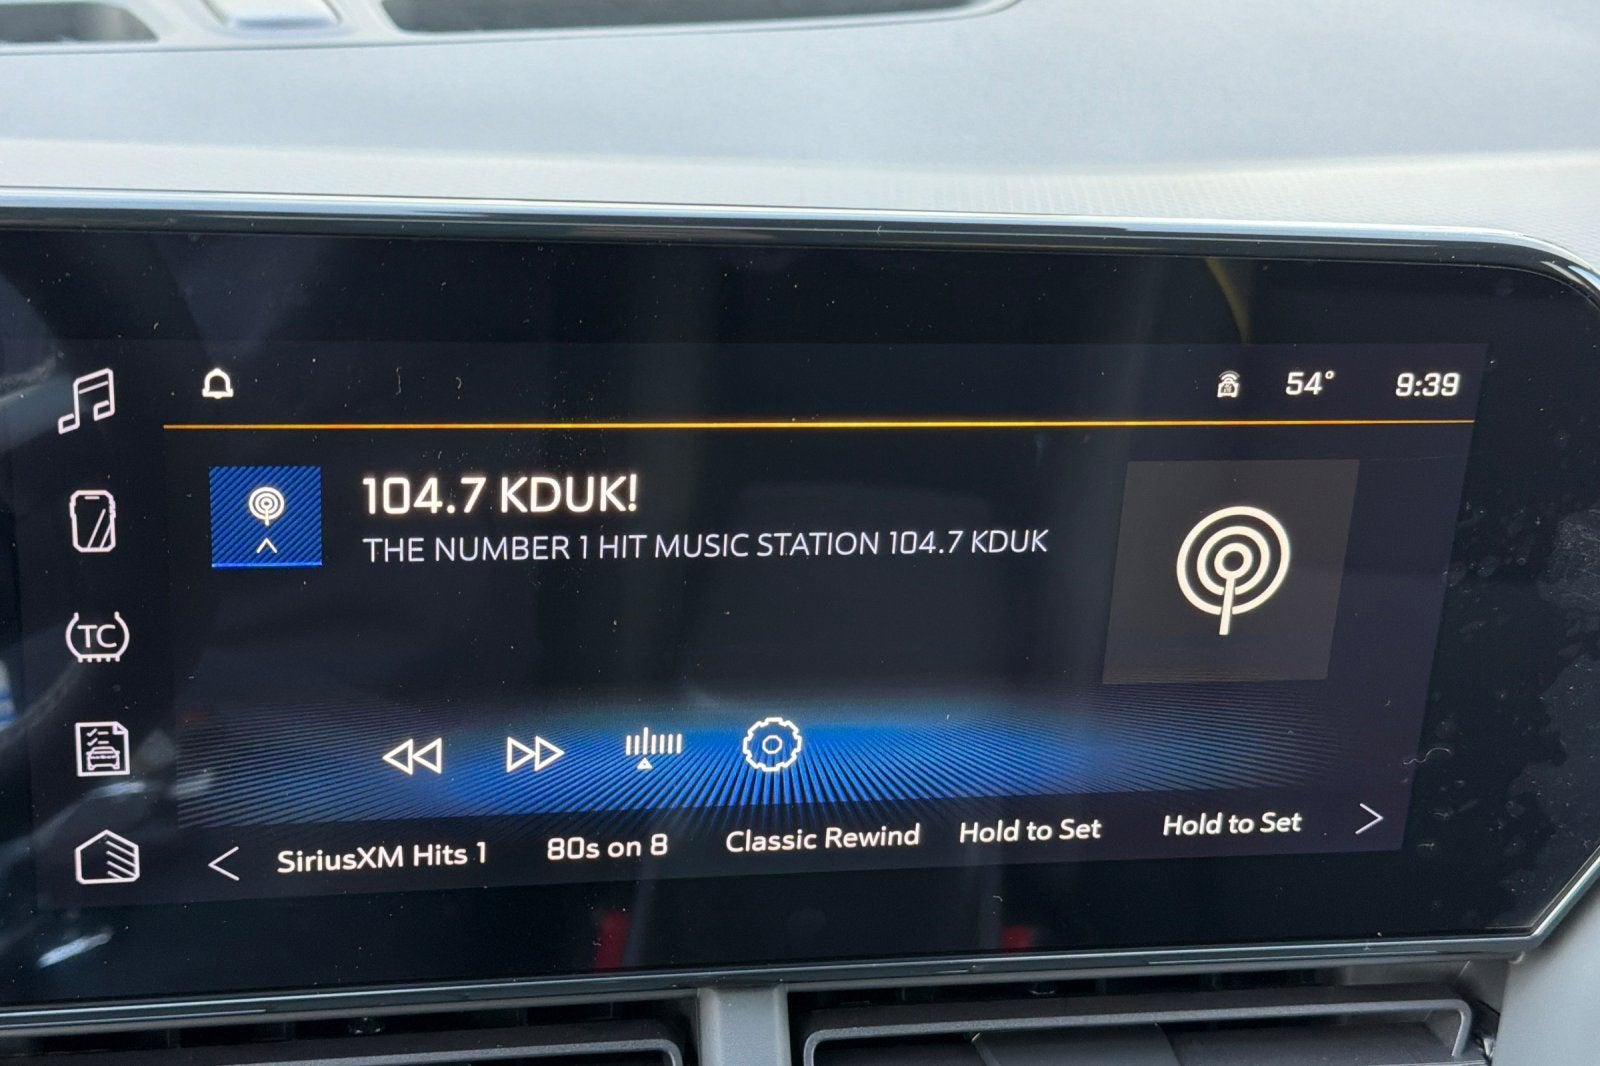 54° 9:39
104.7 KDUK!
THE NUMBER 1 HIT MUSIC STATION 104.7 KDUK
TC
SiriusXM Hits 1 80s on 8 Classic Rewind Hold to Set Hold to Set